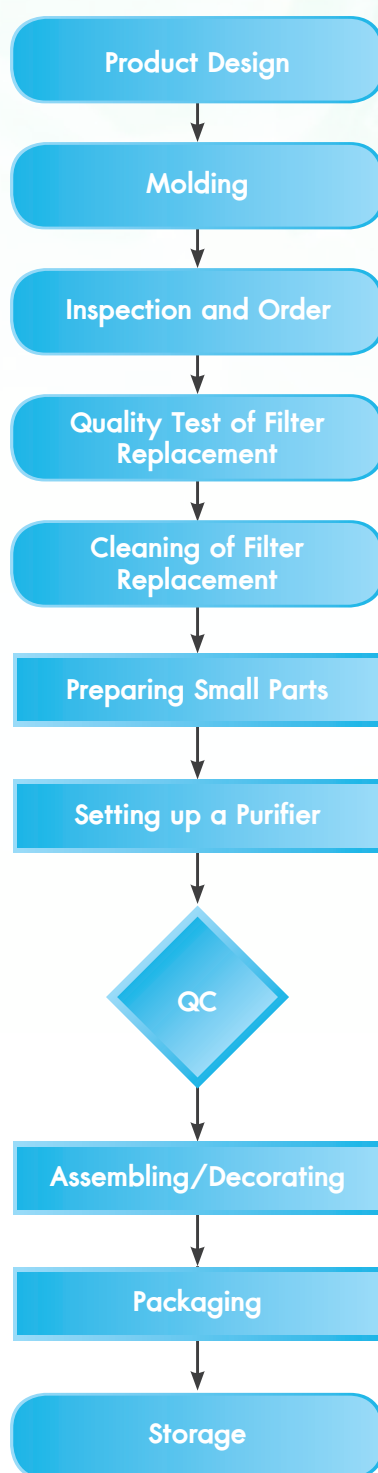 Product Design
Molding
Inspection and Order
Quality Test of Filter
Replacement
Cleaning of Filter
Replacement
Preparing Small Parts
Setting up a Purifier
QC
Assembling/Decorating
Packaging
Storage